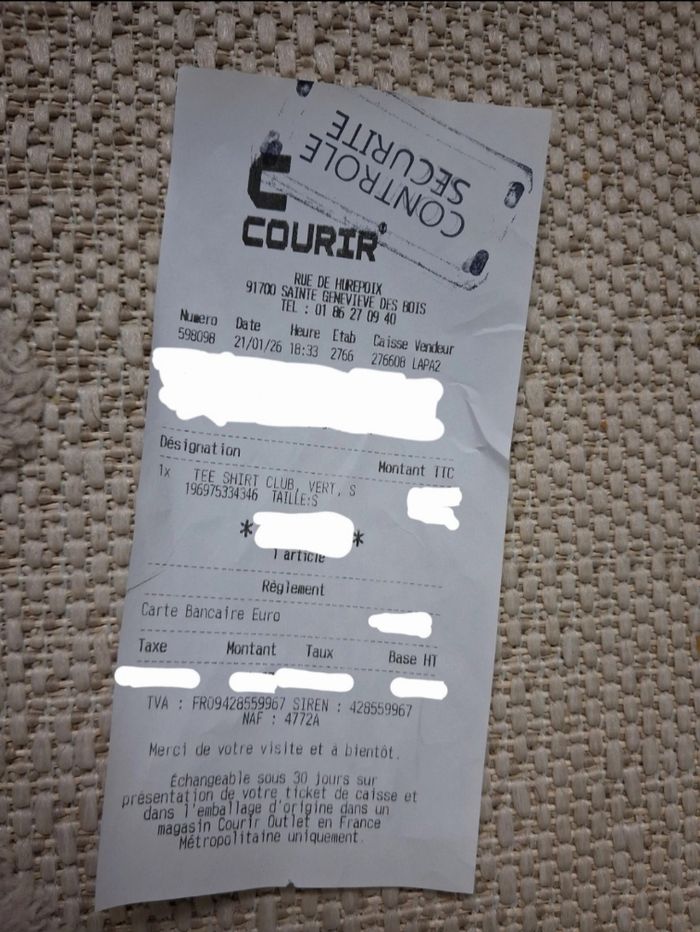 CONTROLE
SECURITE
COURIR
RUE DE HUREPOIX
91700 SAINTE GENEVIEVE DES BOIS
TEL : 01 86 27 09 40
Numero Date Heure Etab Caisse Vendeur
598098 21/01/26 18:33 2766 276608 LAPA2
Désignation Montant TTC
1x TEE SHIRT CLUB, VERT, S
196975334346 TAILLE:S
* *
1 article
Règlement
Carte Bancaire Euro
Taxe Montant Taux Base HT
TVA : FR09428559967 SIREN : 428559967
NAF : 4772A
Merci de votre visite et à bientôt.
Échangeable sous 30 jours sur
présentation de votre ticket de caisse et
dans l'emballage d'origine dans un
magasin Courir Outlet en France
Métropolitaine uniquement.